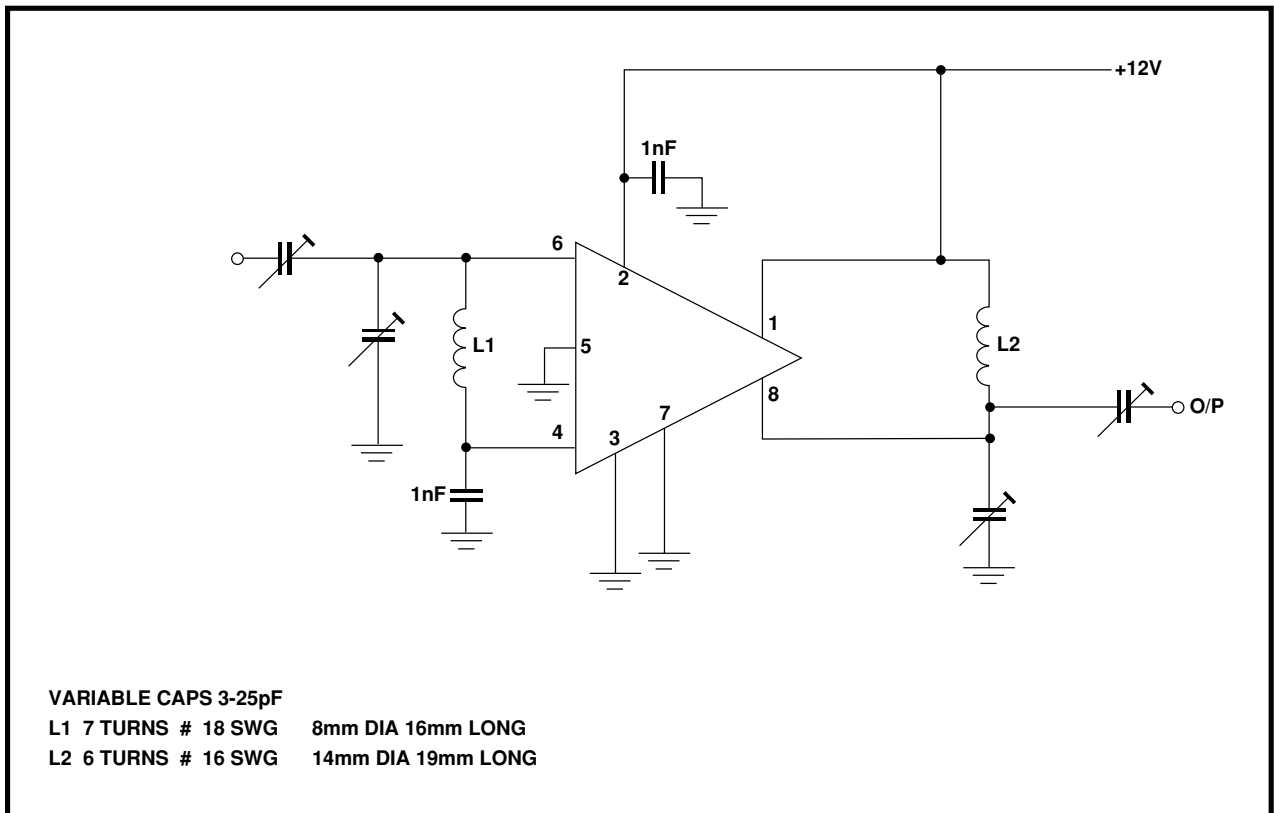 +12V
1nF
6
2
1
L1
5
L2
8
O/P
7
4
3
1nF
VARIABLE CAPS 3-25pF
L1 7 TURNS # 18 SWG 8mm DIA 16mm LONG
L2 6 TURNS # 16 SWG 14mm DIA 19mm LONG